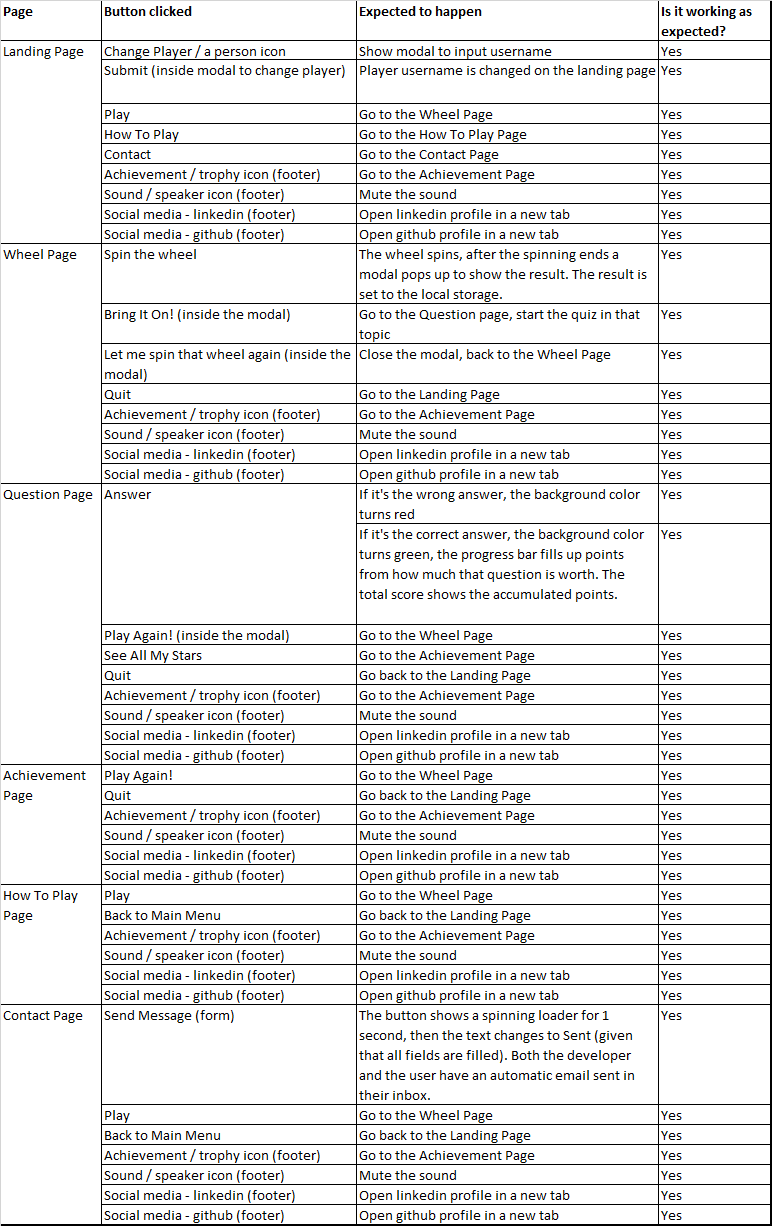 Page Button clicked Expected to happen Is it working as
expected?
Landing Page Change Player / a person icon Show modal to input username Yes
Submit (inside modal to change player) Player username is changed on the landing page Yes
Play Go to the Wheel Page Yes
How To Play Go to the How To Play Page Yes
Contact Go to the Contact Page Yes
Achievement / trophy icon (footer) Go to the Achievement Page Yes
Sound / speaker icon (footer) Mute the sound Yes
Social media - linkedin (footer) Open linkedin profile in a new tab Yes
Social media - github (footer) Open github profile in a new tab Yes
Wheel Page Spin the wheel The wheel spins, after the spinning ends a Yes
modal pops up to show the result. The result is
set to the local storage.
Bring It On! (inside the modal) Go to the Question page, start the quiz in that Yes
topic
Let me spin that wheel again (inside the Close the modal, back to the Wheel Page Yes
modal)
Quit Go to the Landing Page Yes
Achievement / trophy icon (footer) Go to the Achievement Page Yes
Sound / speaker icon (footer) Mute the sound Yes
Social media - linkedin (footer) Open linkedin profile in a new tab Yes
Social media - github (footer) Open github profile in a new tab Yes
Question Page Answer If it's the wrong answer, the background color Yes
turns red
If it's the correct answer, the background color Yes
turns green, the progress bar fills up points
from how much that question is worth. The
total score shows the accumulated points.
Play Again! (inside the modal) Go to the Wheel Page Yes
See All My Stars Go to the Achievement Page Yes
Quit Go back to the Landing Page Yes
Achievement / trophy icon (footer) Go to the Achievement Page Yes
Sound / speaker icon (footer) Mute the sound Yes
Social media - linkedin (footer) Open linkedin profile in a new tab Yes
Social media - github (footer) Open github profile in a new tab Yes
Achievement Play Again! Go to the Wheel Page Yes
Page Quit Go back to the Landing Page Yes
Achievement / trophy icon (footer) Go to the Achievement Page Yes
Sound / speaker icon (footer) Mute the sound Yes
Social media - linkedin (footer) Open linkedin profile in a new tab Yes
Social media - github (footer) Open github profile in a new tab Yes
How To Play Play Go to the Wheel Page Yes
Page Back to Main Menu Go back to the Landing Page Yes
Achievement / trophy icon (footer) Go to the Achievement Page Yes
Sound / speaker icon (footer) Mute the sound Yes
Social media - linkedin (footer) Open linkedin profile in a new tab Yes
Social media - github (footer) Open github profile in a new tab Yes
Contact Page Send Message (form) The button shows a spinning loader for 1 Yes
second, then the text changes to Sent (given
that all fields are filled). Both the developer
and the user have an automatic email sent in
their inbox.
Play Go to the Wheel Page Yes
Back to Main Menu Go back to the Landing Page Yes
Achievement / trophy icon (footer) Go to the Achievement Page Yes
Sound / speaker icon (footer) Mute the sound Yes
Social media - linkedin (footer) Open linkedin profile in a new tab Yes
Social media - github (footer) Open github profile in a new tab Yes